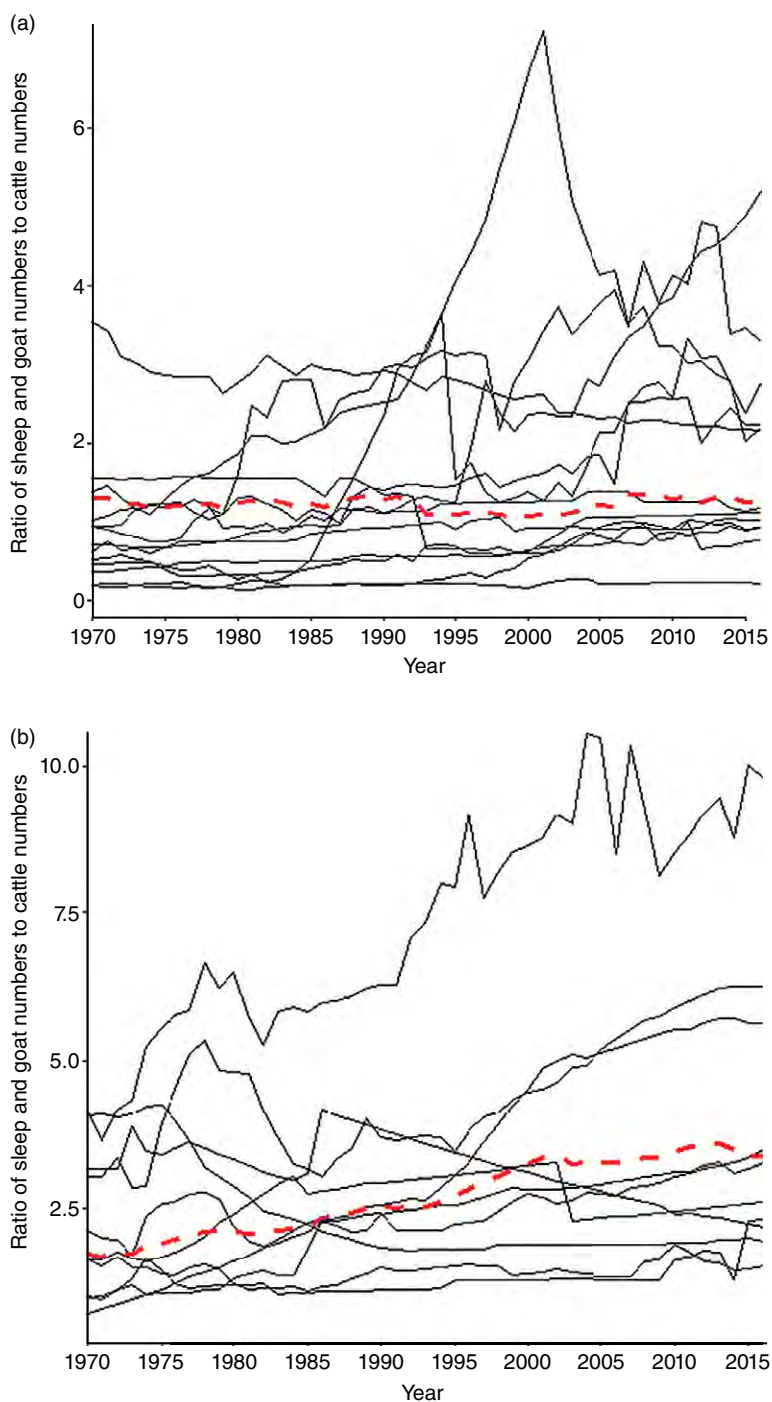 (a)
Ratio of sheep and goat numbers to cattle numbers
6
4
2
0
1970 1975 1980 1985 1990 1995 2000 2005 2010 2015
Year
(b)
Ratio of sleep and goat numbers to cattle numbers
10.0
7.5
5.0
2.5
1970 1975 1980 1985 1990 1995 2000 2005 2010 2015
Year